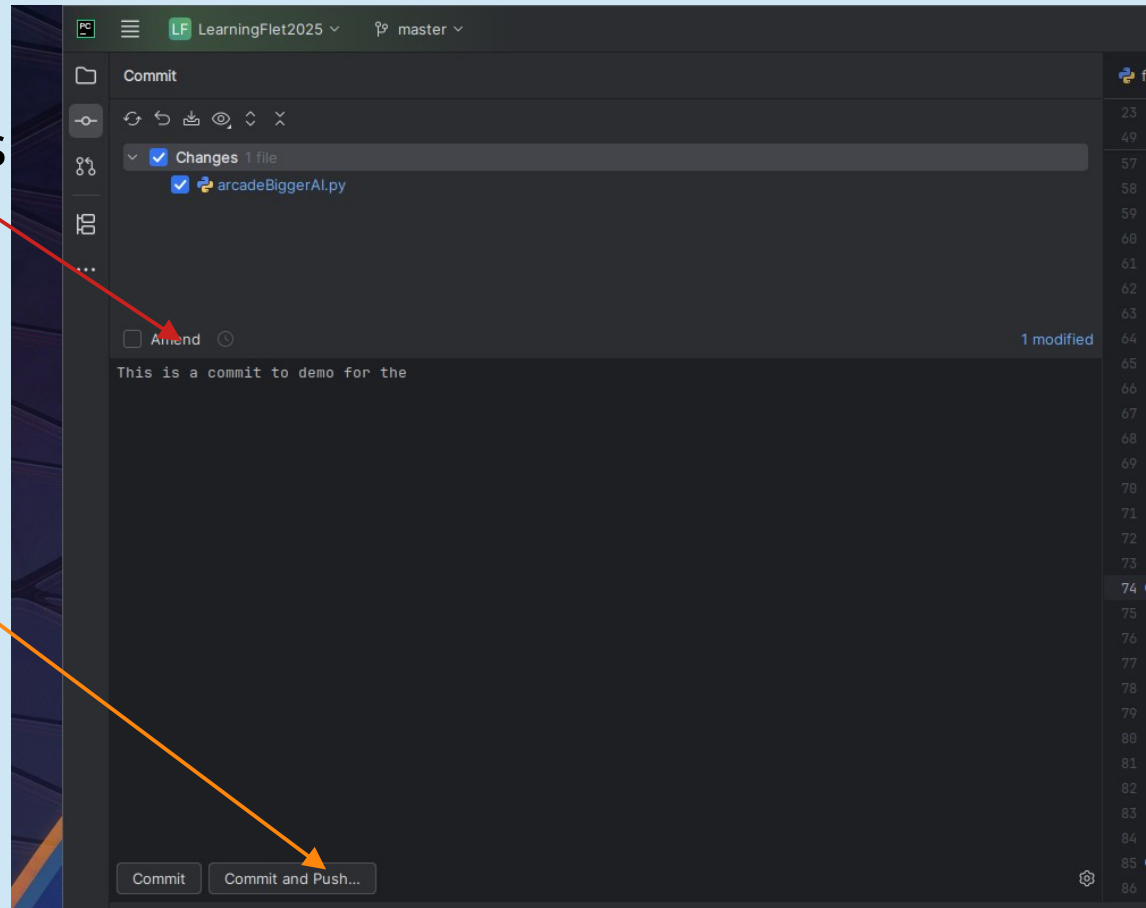 PC
LF LearningFlet2025 master
Commit
Changes 1 file
arcadeBiggerAI.py
Amend
1 modified
This is a commit to demo for the
Commit
Commit and Push...
s
f
23
49
57
58
59
60
61
62
63
64
65
66
67
68
69
70
71
72
73
74
75
76
77
78
79
80
81
82
83
84
85
86